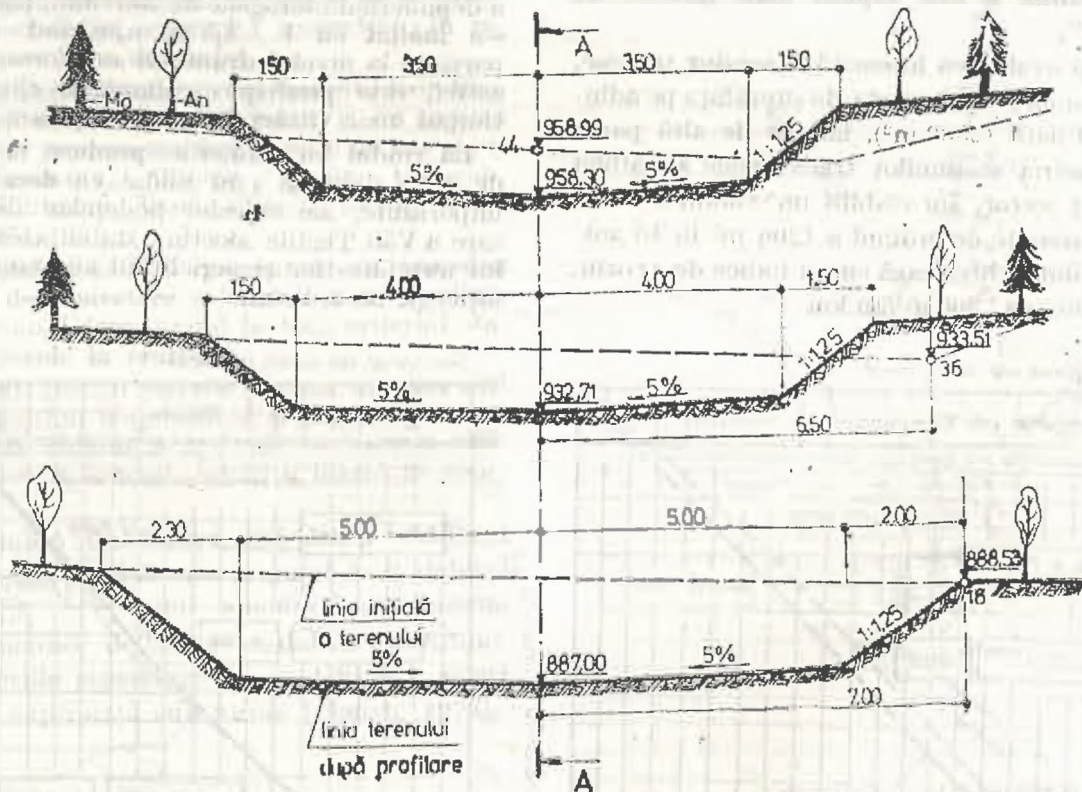 A
150 350 350 150
Mo An
44 958.99
1:1.25
5% 958.30 5%
150 4.00 4.00 1.50
933.51
36
1:1.25
5% 932,71 5%
6.50
2.30 5.00 5.00 2.00
888.53
18
linia inițială
a terenului
1:1.25
5% 887.00 5%
7.00
linia terenului
după profilare
A